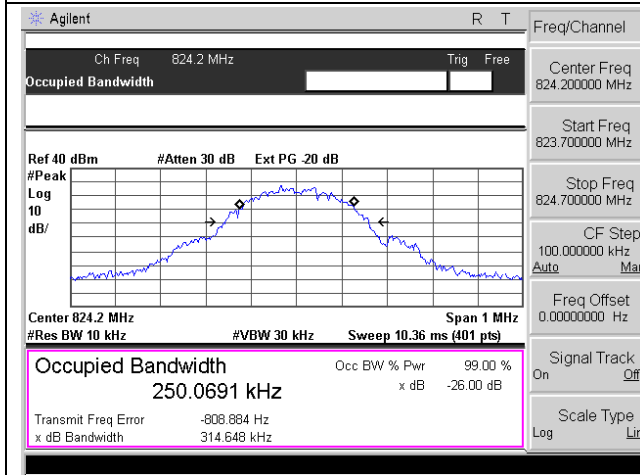 Agilent R T
Ch Freq 824.2 MHz Trig Free
Occupied Bandwidth
Ref 40 dBm #Atten 30 dB Ext PG -20 dB
#Peak
Log
10
dB/
Center 824.2 MHz Span 1 MHz
#Res BW 10 kHz #VBW 30 kHz Sweep 10.36 ms (401 pts)
Occupied Bandwidth Occ BW % Pwr 99.00 %
250.0691 kHz x dB -26.00 dB
Transmit Freq Error -808.884 Hz
x dB Bandwidth 314.648 kHz
Freq/Channel
Center Freq
824.200000 MHz
Start Freq
823.700000 MHz
Stop Freq
824.700000 MHz
CF Step
100.000000 kHz
Auto
Freq Offset
0.00000000 Hz
Signal Track
On Off
Scale Type
Log